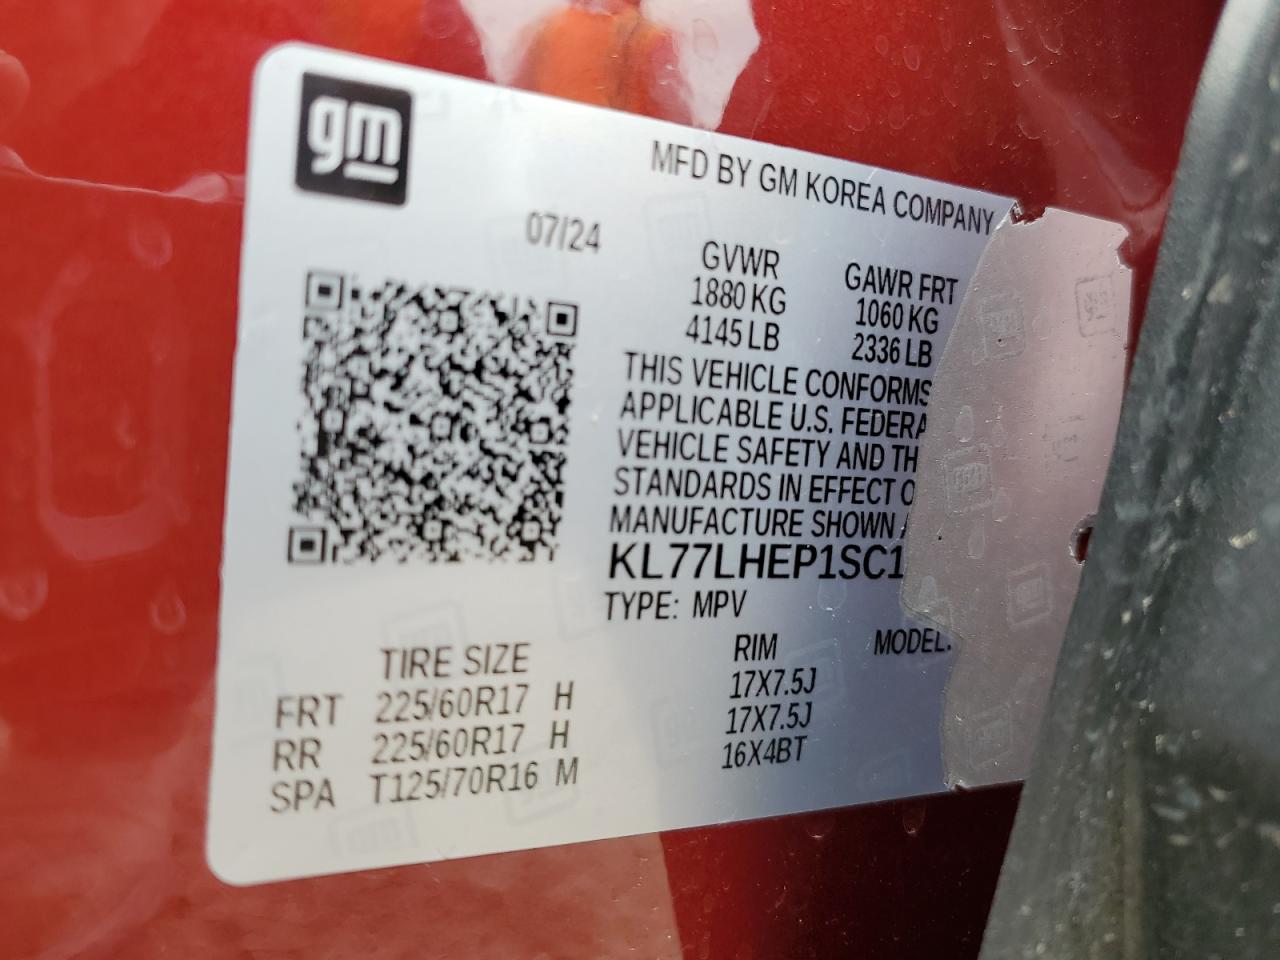 gm
MFD BY GM KOREA COMPANY
07/24
GVWR GAWR FRT
1880 KG 1060 KG
4145 LB 2336 LB
THIS VEHICLE CONFORMS
APPLICABLE U.S. FEDERA
VEHICLE SAFETY AND TH
STANDARDS IN EFFECT O
MANUFACTURE SHOWN
KL77LHEP1SC1
TYPE: MPV
TIRE SIZE RIM MODEL:
FRT 225/60R17 H 17X7.5J
RR 225/60R17 H 17X7.5J
SPA T125/70R16 M 16X4BT